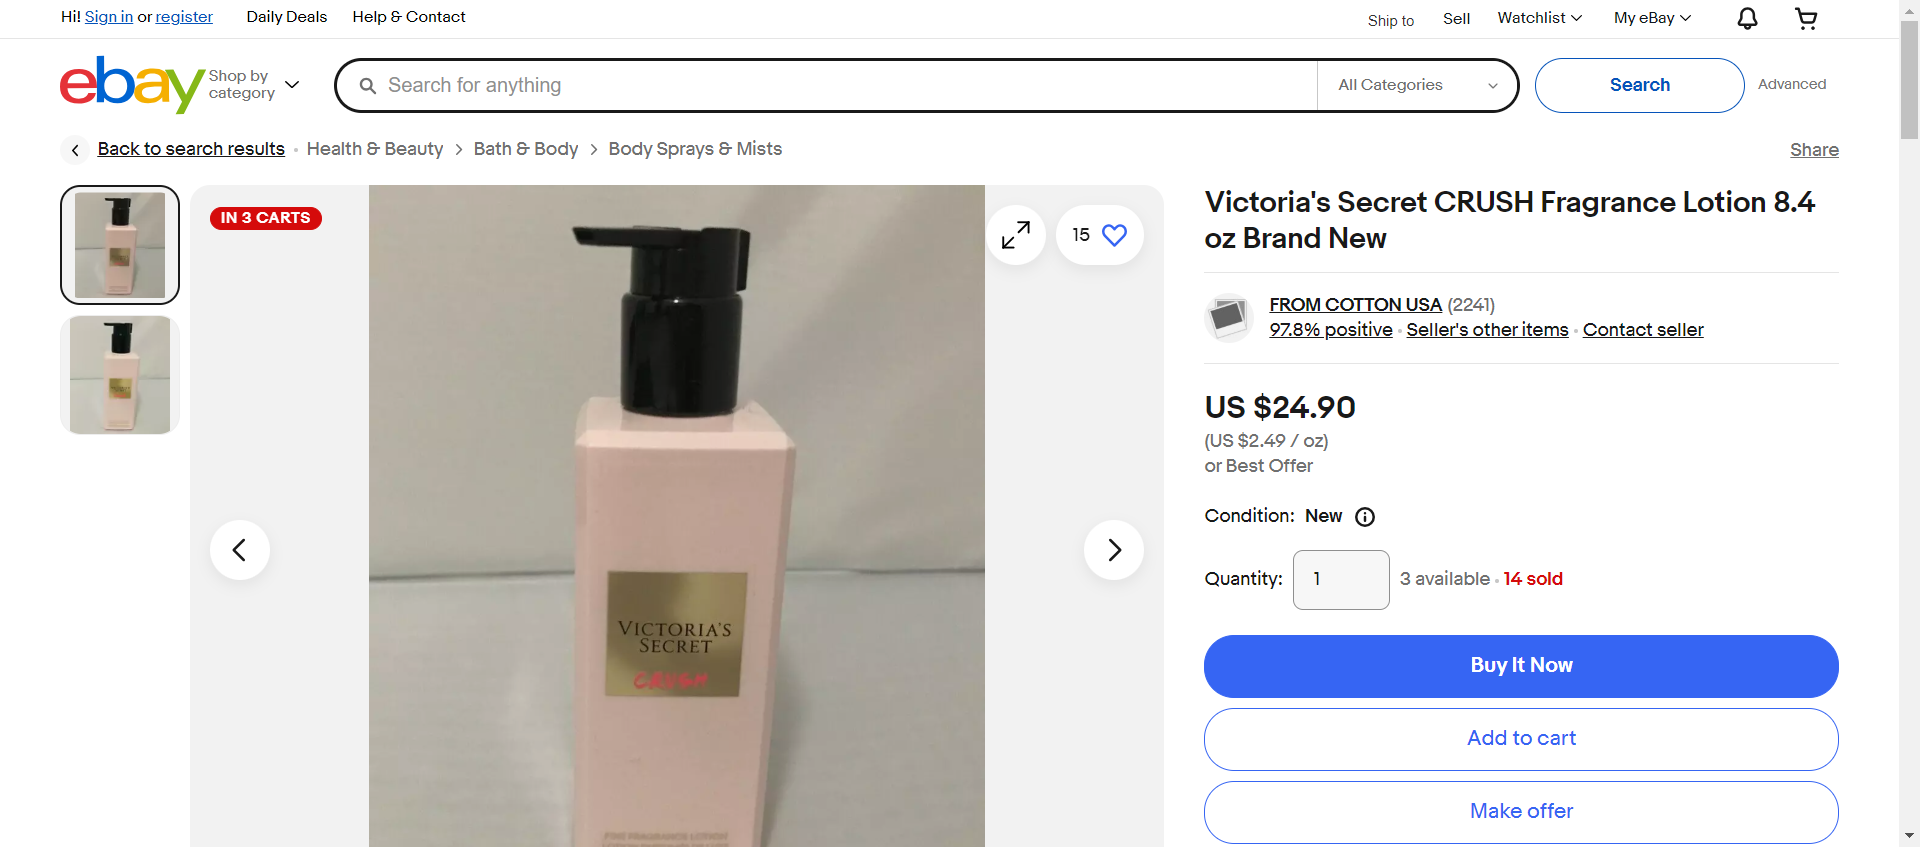 Hi! Sign in or register
Daily Deals
Help & Contact
Ship to
Sell
Watchlist
My eBay
ebay
Shop by
category
Search for anything
All Categories
Search
Advanced
Back to search results
Health & Beauty
Bath & Body
Body Sprays & Mists
Share
IN 3 CARTS
15
VICTORIA'S
SECRET
CRUSH
FINE FRAGRANCE LOTION
Victoria's Secret CRUSH Fragrance Lotion 8.4
oz Brand New
FROM COTTON USA (2241)
97.8% positive · Seller's other items · Contact seller
US $24.90
(US $2.49 / oz)
or Best Offer
Condition: New
Quantity: 1 3 available · 14 sold
Buy It Now
Add to cart
Make offer